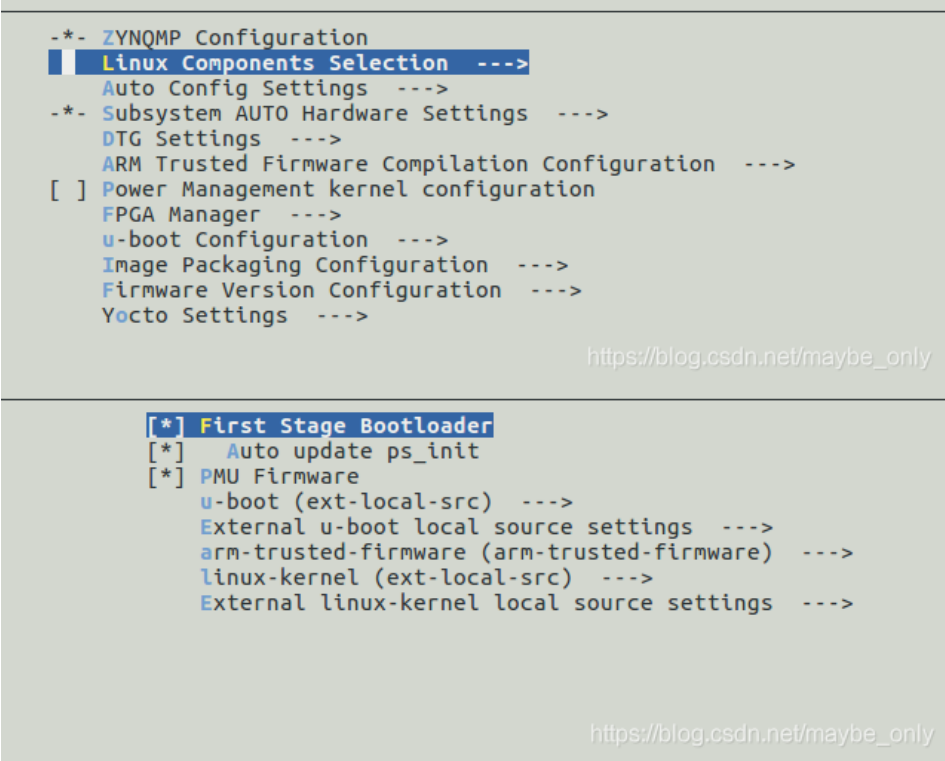 -*- ZYNQMP Configuration
Linux Components Selection --->
Auto Config Settings --->
-*- Subsystem AUTO Hardware Settings --->
DTG Settings --->
ARM Trusted Firmware Compilation Configuration --->
[ ] Power Management kernel configuration
FPGA Manager --->
u-boot Configuration --->
Image Packaging Configuration --->
Firmware Version Configuration --->
Yocto Settings --->
https://blog.csdn.net/maybe_only
[*] First Stage Bootloader
[*] Auto update ps_init
[*] PMU Firmware
u-boot (ext-local-src) --->
External u-boot local source settings --->
arm-trusted-firmware (arm-trusted-firmware) --->
linux-kernel (ext-local-src) --->
External linux-kernel local source settings --->
https://blog.csdn.net/maybe_only